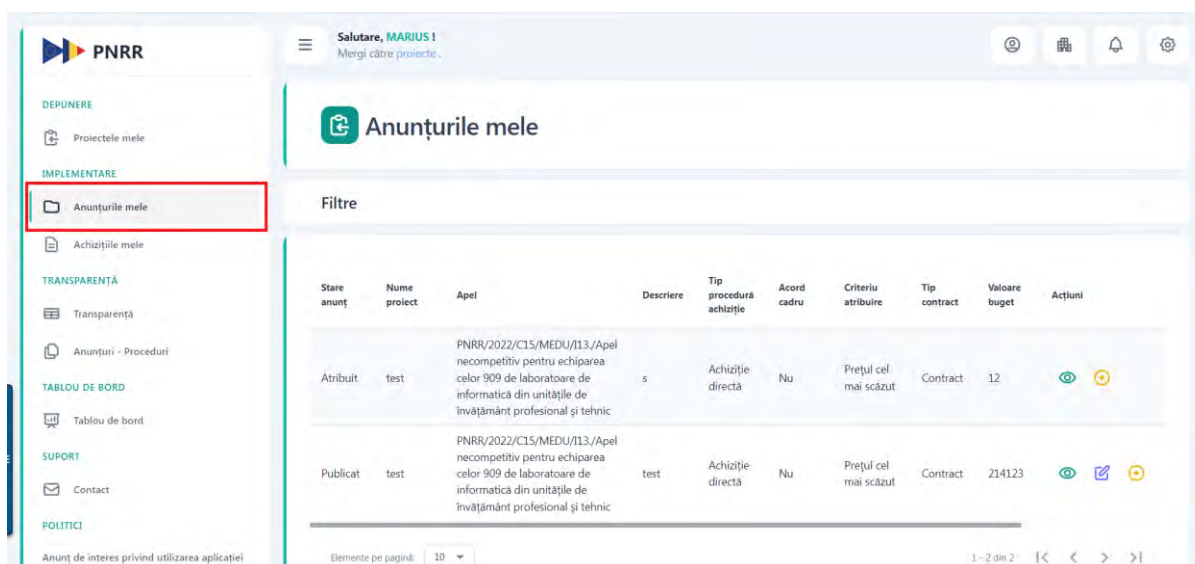 PNRR
DEPUNERE
Proiectele mele
IMPLEMENTARE
Anunțurile mele
Achizițiile mele
TRANSPARENȚĂ
Transparență
Anunțuri - Proceduri
TABLOU DE BORD
Tablou de bord
SUPORT
Contact
POLITICI
Anunț de interes privind utilizarea aplicației
Salutare, MARIUS !
Mergi către proiecte .
Anunțurile mele
Filtre
Stare anunț
Nume proiect
Apel
Descriere
Tip procedură achiziție
Acord cadru
Criteriu atribuire
Tip contract
Valoare buget
Acțiuni
Atribuit
test
PNRR/2022/C15/MEDU/I13./Apel
necompetitiv pentru echiparea
celor 909 de laboratoare de
informatică din unitățile de
învățământ profesional și tehnic
s
Achiziție directă
Nu
Prețul cel mai scăzut
Contract
12
Publicat
test
PNRR/2022/C15/MEDU/I13./Apel
necompetitiv pentru echiparea
celor 909 de laboratoare de
informatică din unitățile de
învățământ profesional și tehnic
test
Achiziție directă
Nu
Prețul cel mai scăzut
Contract
214123
Elemente pe pagină: 10
1 – 2 din 2